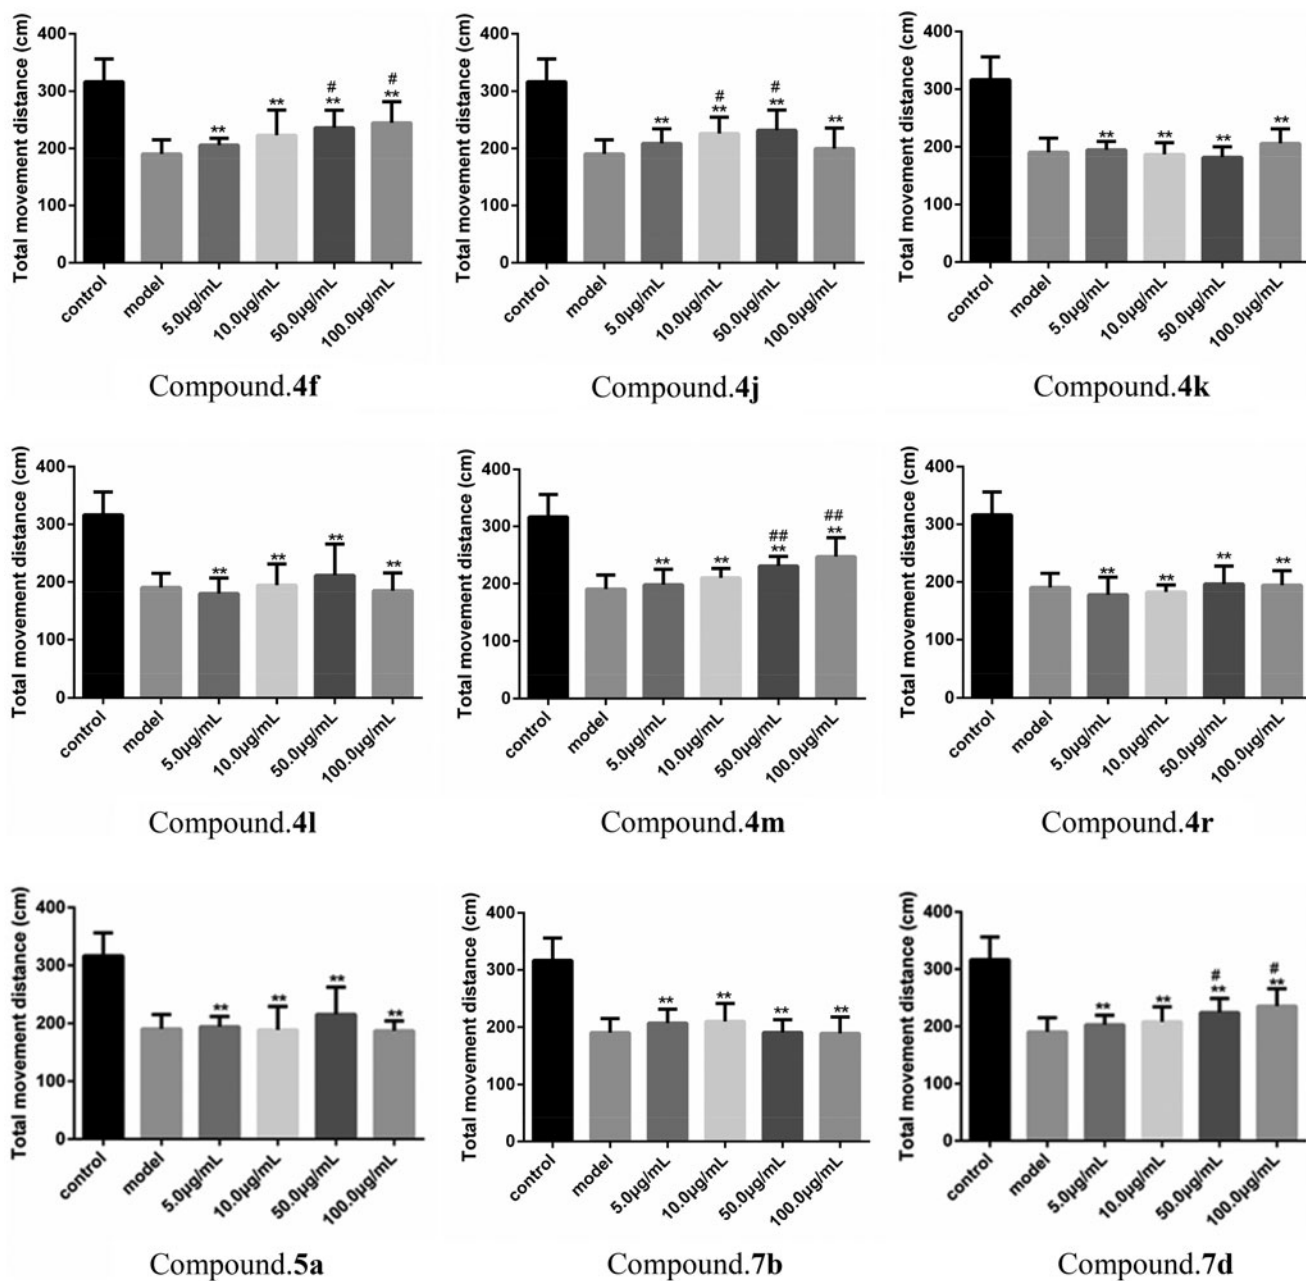 Total movement distance (cm)
400
300
200
100
0
**
**
#
**
#
**
control
model
5.0μg/mL
10.0μg/mL
50.0μg/mL
100.0μg/mL
Compound.4f
Total movement distance (cm)
400
300
200
100
0
**
#
**
#
**
**
control
model
5.0μg/mL
10.0μg/mL
50.0μg/mL
100.0μg/mL
Compound.4j
Total movement distance (cm)
400
300
200
100
0
**
**
**
**
control
model
5.0μg/mL
10.0μg/mL
50.0μg/mL
100.0μg/mL
Compound.4k
Total movement distance (cm)
400
300
200
100
0
**
**
**
**
control
model
5.0μg/mL
10.0μg/mL
50.0μg/mL
100.0μg/mL
Compound.4l
Total movement distance (cm)
400
300
200
100
0
**
**
##
**
##
**
control
model
5.0μg/mL
10.0μg/mL
50.0μg/mL
100.0μg/mL
Compound.4m
Total movement distance (cm)
400
300
200
100
0
**
**
**
**
control
model
5.0μg/mL
10.0μg/mL
50.0μg/mL
100.0μg/mL
Compound.4r
Total movement distance (cm)
400
300
200
100
0
**
**
**
**
control
model
5.0μg/mL
10.0μg/mL
50.0μg/mL
100.0μg/mL
Compound.5a
Total movement distance (cm)
400
300
200
100
0
**
**
**
**
control
model
5.0μg/mL
10.0μg/mL
50.0μg/mL
100.0μg/mL
Compound.7b
Total movement distance (cm)
400
300
200
100
0
**
**
#
**
#
**
control
model
5.0μg/mL
10.0μg/mL
50.0μg/mL
100.0μg/mL
Compound.7d